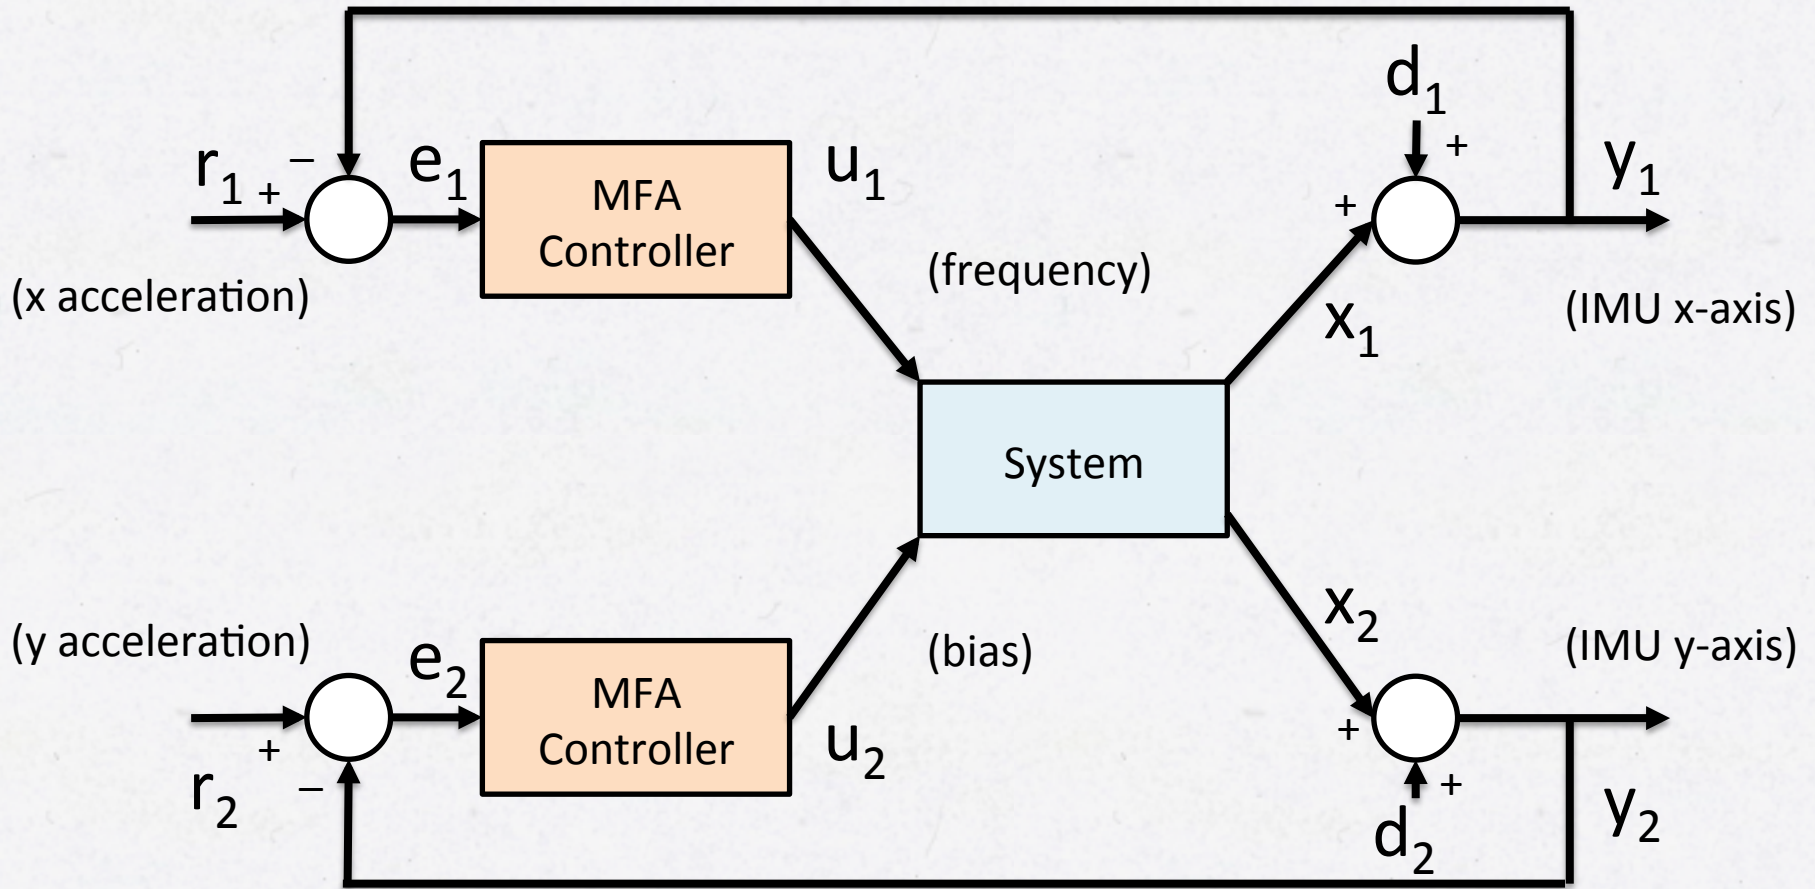 d₁
+
r₁
+
–
e₁
MFA
Controller
u₁
+
y₁
(x acceleration)
(frequency)
x₁
(IMU x-axis)
System
(y acceleration)
e₂
MFA
Controller
(bias)
x₂
(IMU y-axis)
+
r₂
–
u₂
+
+
d₂
y₂